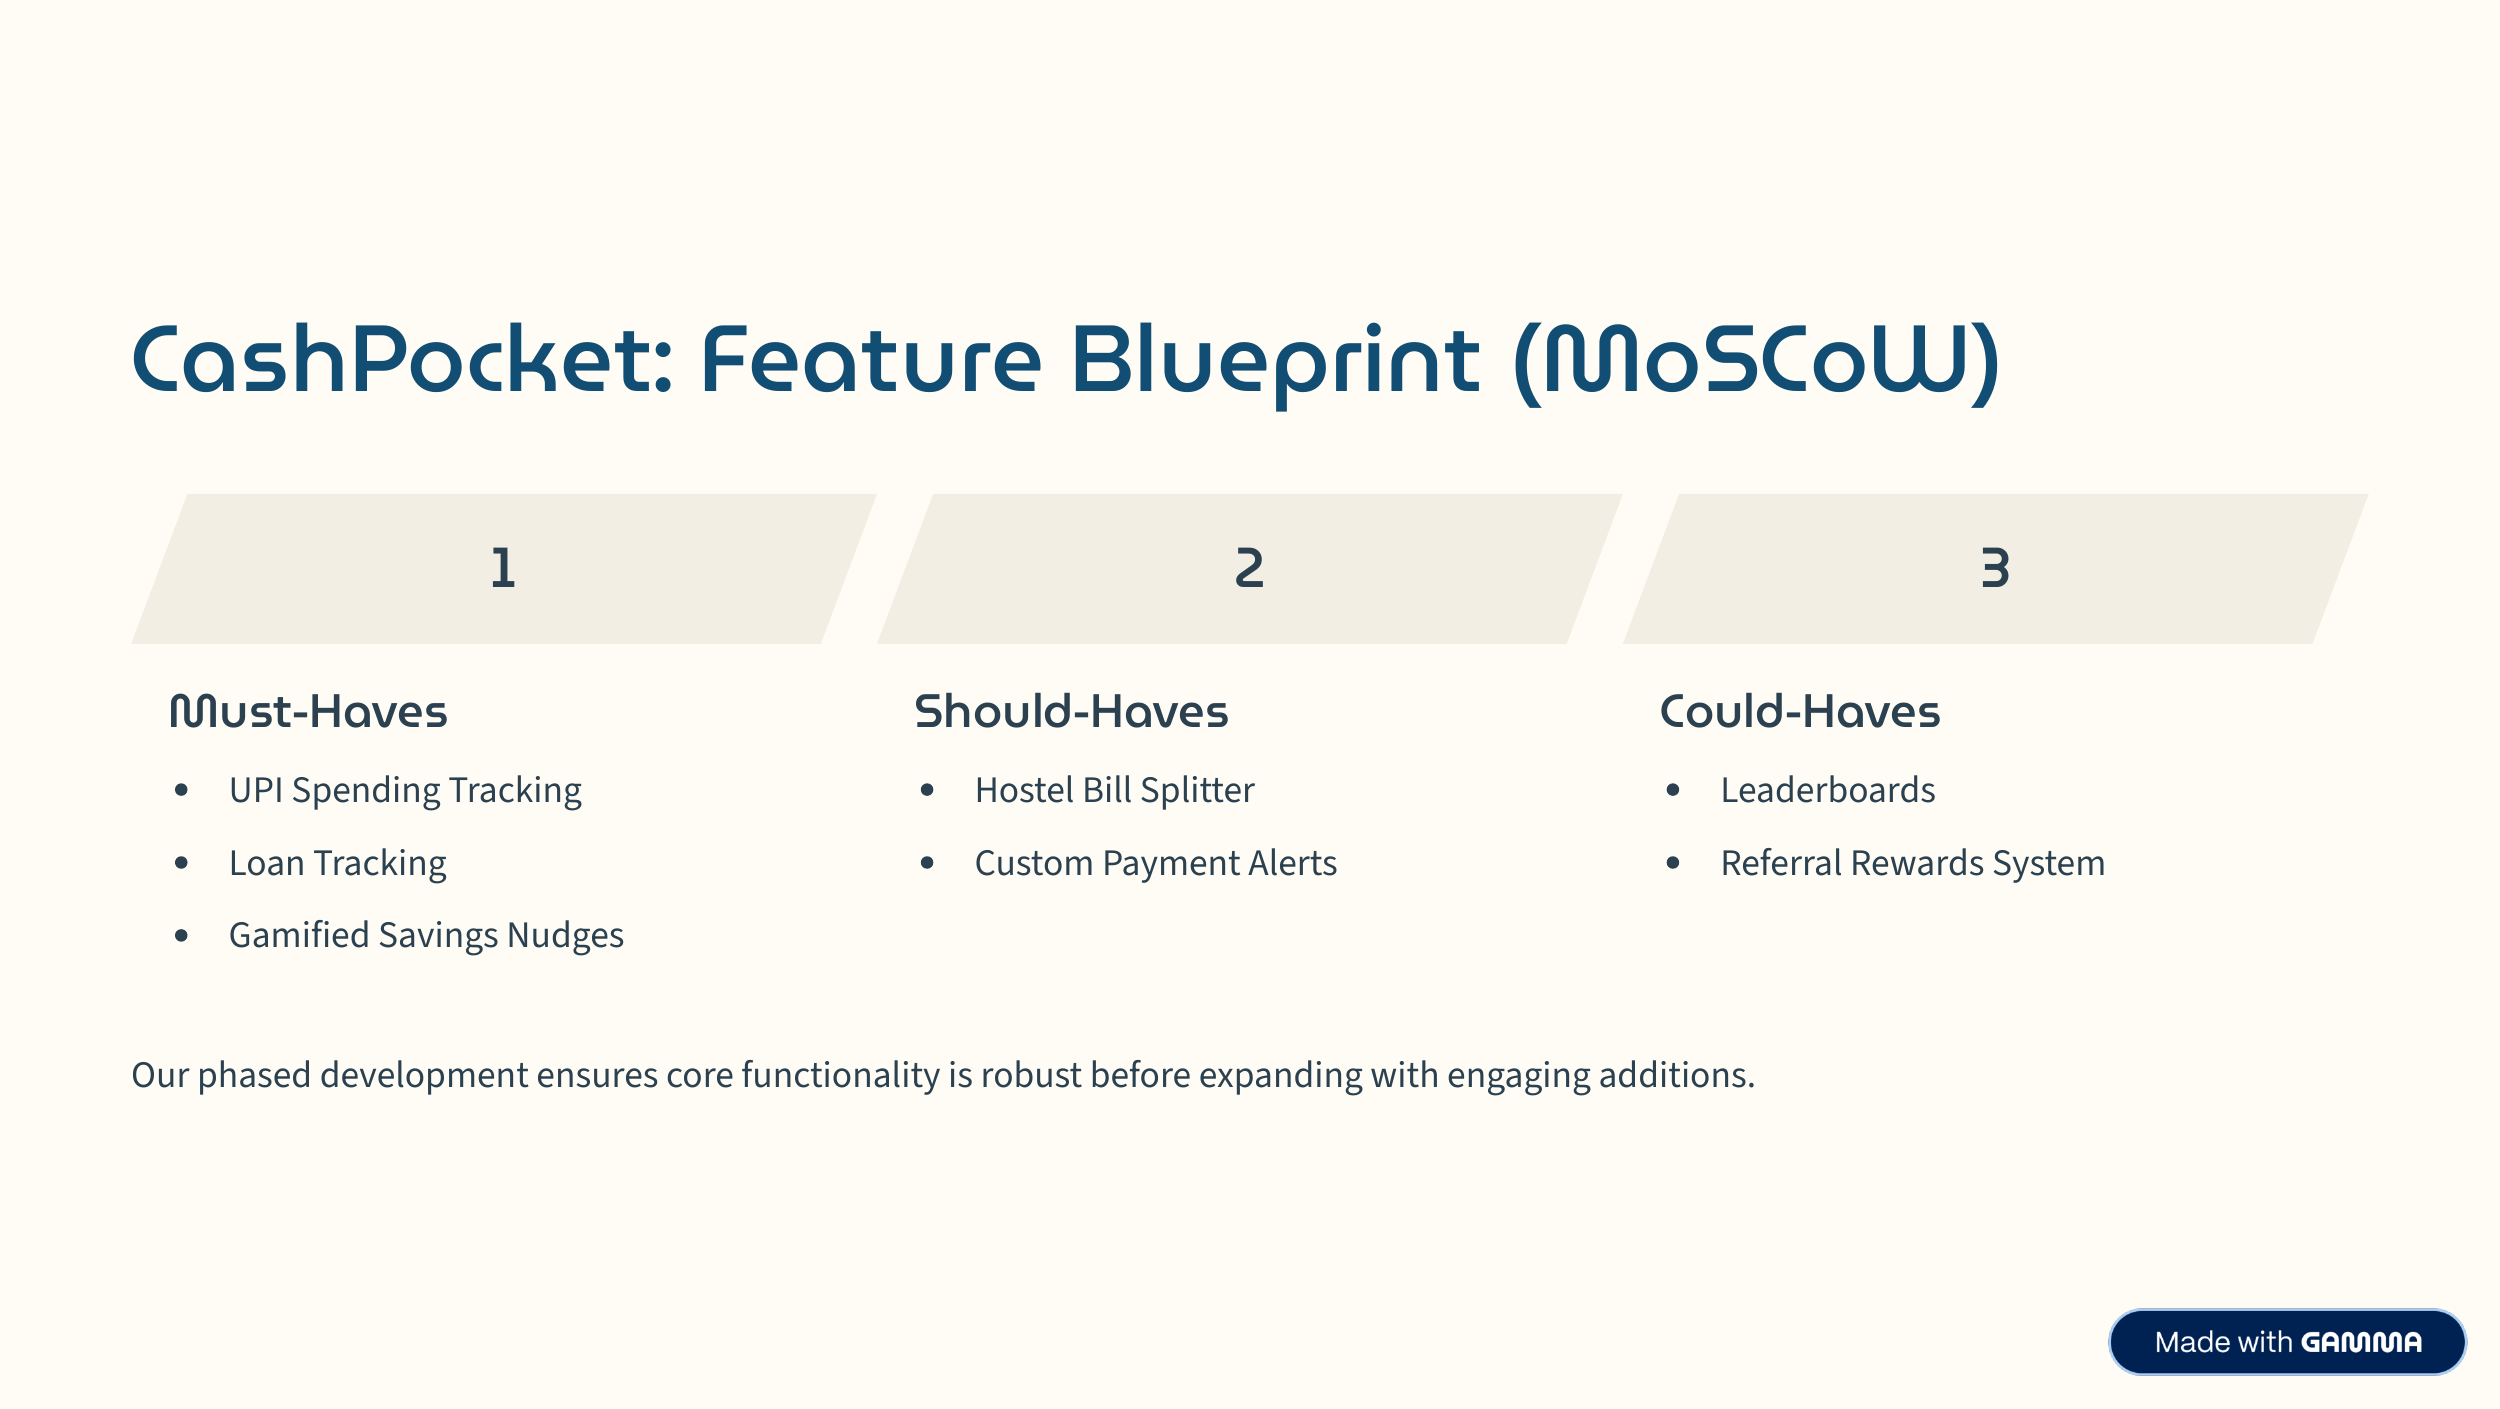 CashPocket: Feature Blueprint (MoSCoW)
1
2
3
Must-Haves
• UPI Spending Tracking
• Loan Tracking
• Gamified Savings Nudges
Should-Haves
• Hostel Bill Splitter
• Custom Payment Alerts
Could-Haves
• Leaderboards
• Referral Rewards System
Our phased development ensures core functionality is robust before expanding with engaging additions.
Made with GAMMA